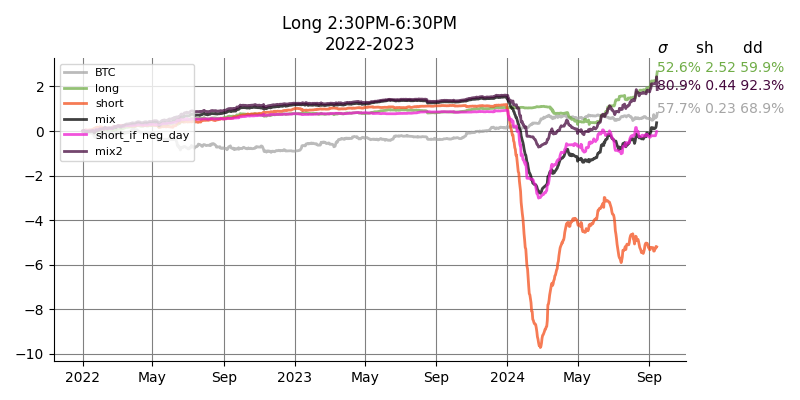 Long 2:30PM-6:30PM
2022-2023
σ sh dd
52.6% 2.52 59.9%
80.9% 0.44 92.3%
57.7% 0.23 68.9%
BTC
long
short
mix
short_if_neg_day
mix2
2
0
−2
−4
−6
−8
−10
2022 May Sep 2023 May Sep 2024 May Sep